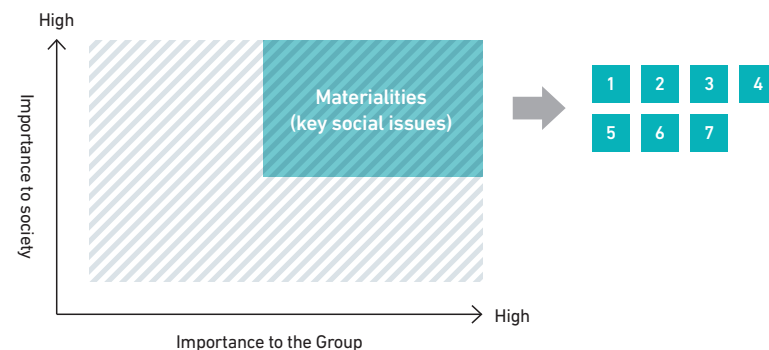 High
Importance to society
Materialities
(key social issues)
1 2 3 4
5 6 7
High
Importance to the Group